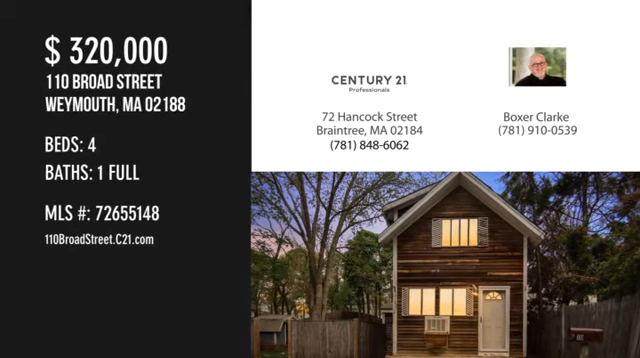 $ 320,000
110 BROAD STREET
WEYMOUTH, MA 02188
BEDS: 4
BATHS: 1 FULL
MLS #: 72655148
110BroadStreet.C21.com
CENTURY 21
Professionals
72 Hancock Street
Braintree, MA 02184
(781) 848-6062
Boxer Clarke
(781) 910-0539